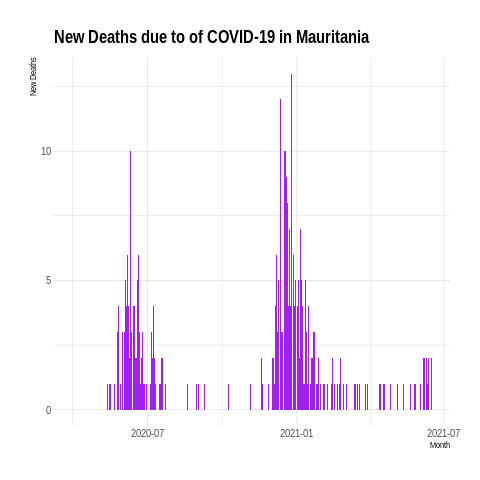 New Deaths due to of COVID-19 in Mauritania
New Deaths
10
5
0
2020-07
2021-01
2021-07
Month